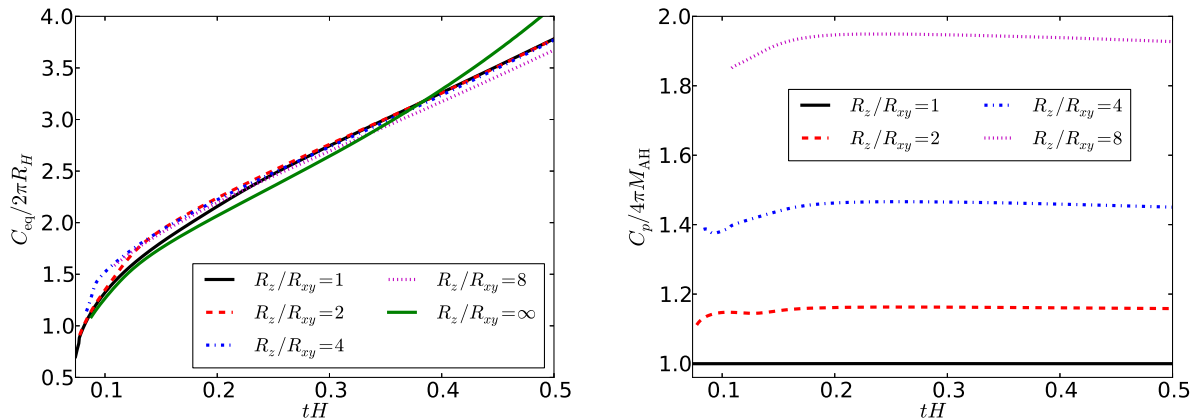 4.0
3.5
3.0
2.5
2.0
1.5
1.0
0.5
0.1 0.2 0.3 0.4 0.5
tH
C_eq/2πR_H
R_z/R_xy=1
R_z/R_xy=2
R_z/R_xy=4
R_z/R_xy=8
R_z/R_xy=∞
2.0
1.8
1.6
1.4
1.2
1.0
0.1 0.2 0.3 0.4 0.5
tH
C_p/4πM_AH
R_z/R_xy=1
R_z/R_xy=2
R_z/R_xy=4
R_z/R_xy=8